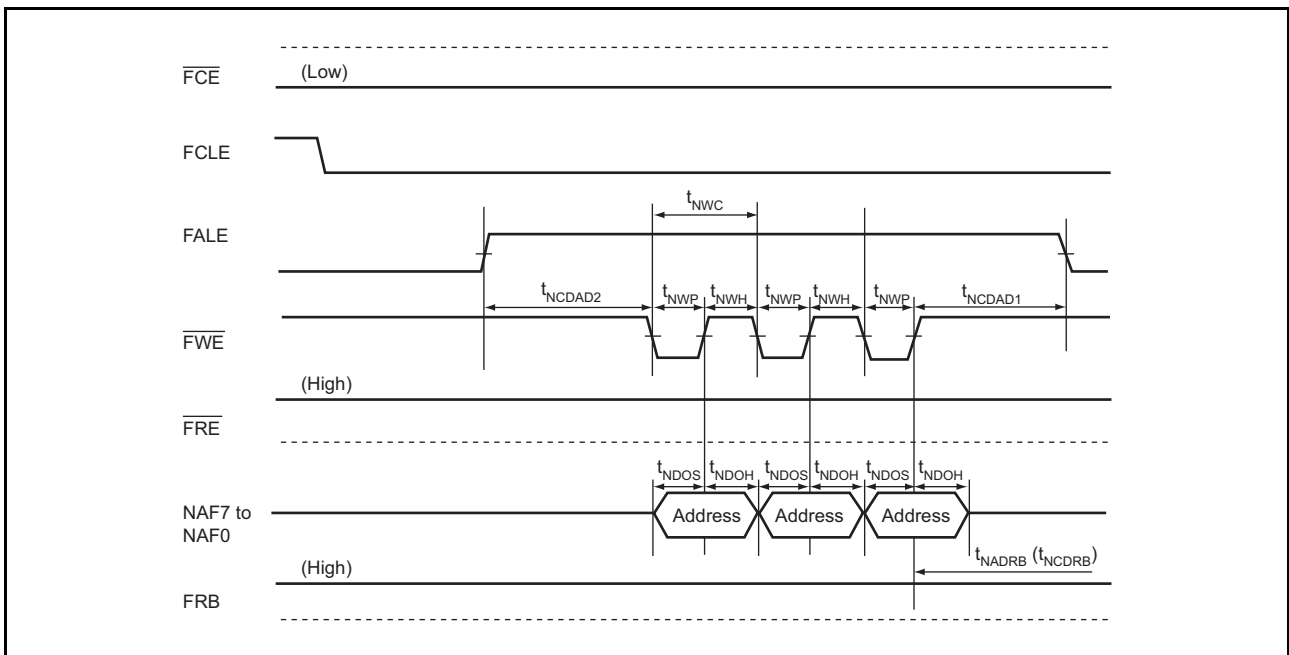 FCE (Low)
FCLE
tNWC
FALE
tNCDAD2 tNWP tNWH tNWP tNWH tNWP tNCDAD1
FWE
(High)
FRE
tNDOS tNDOH tNDOS tNDOH tNDOS tNDOH
NAF7 to
NAF0
Address Address Address
tNADRB (tNCDRB)
(High)
FRB